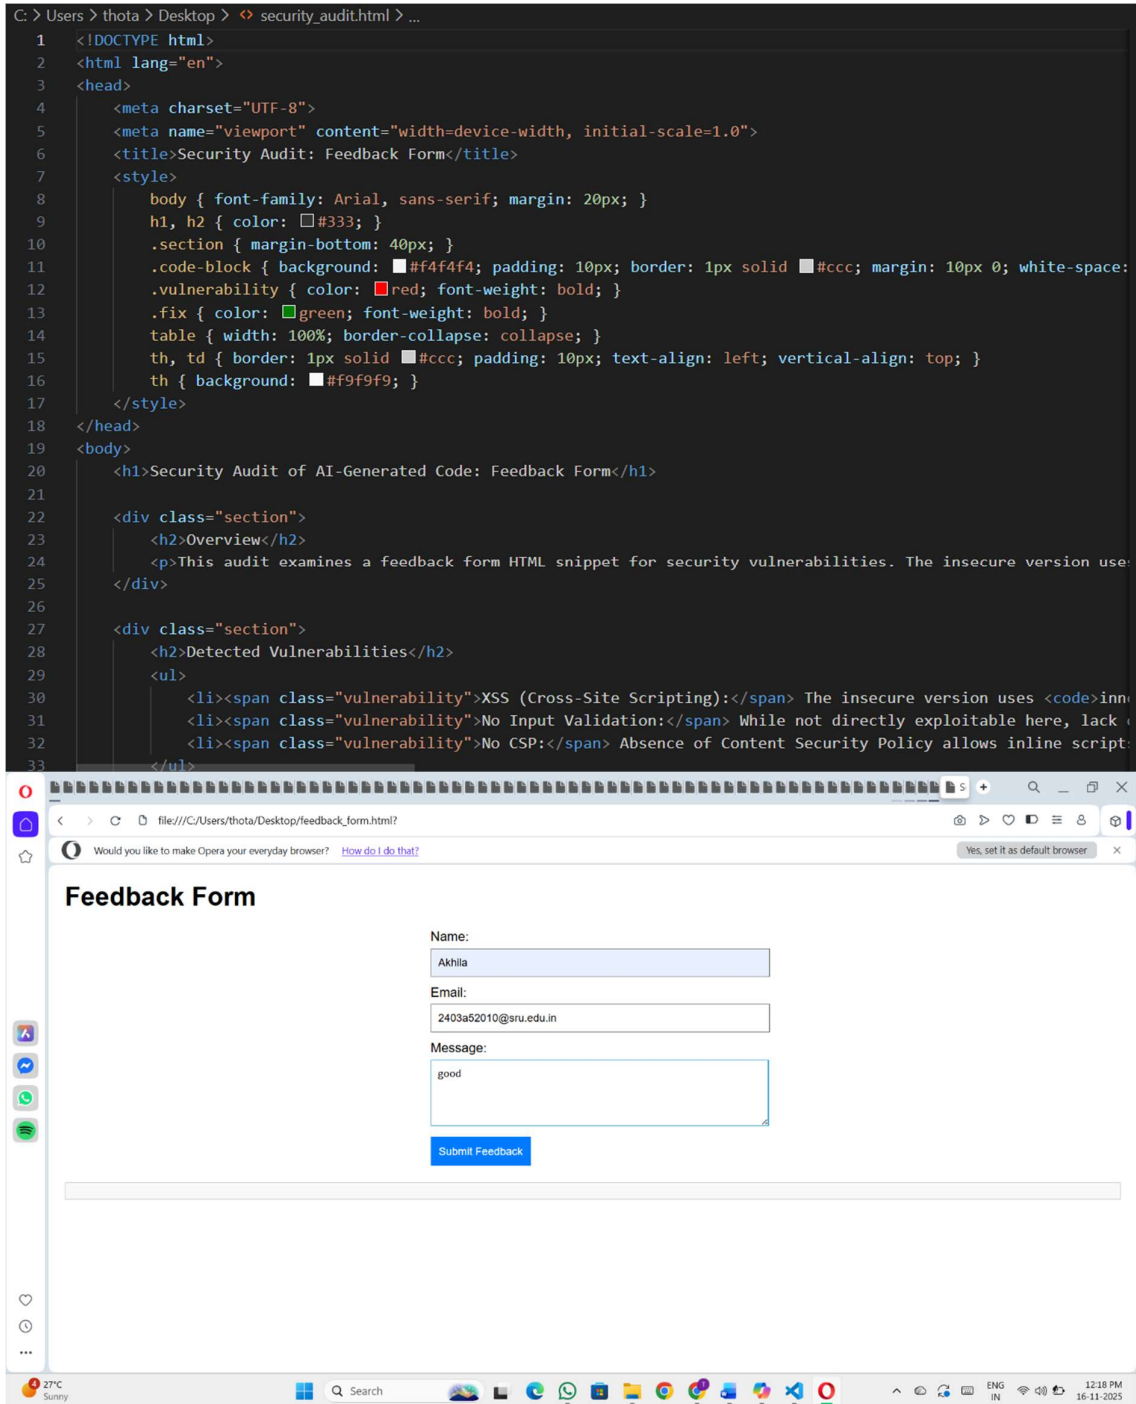 C: > Users > thota > Desktop > <> security_audit.html > ...
1 <!DOCTYPE html>
2 <html lang="en">
3 <head>
4 <meta charset="UTF-8">
5 <meta name="viewport" content="width=device-width, initial-scale=1.0">
6 <title>Security Audit: Feedback Form</title>
7 <style>
8 body { font-family: Arial, sans-serif; margin: 20px; }
9 h1, h2 { color: #333; }
10 .section { margin-bottom: 40px; }
11 .code-block { background: #f4f4f4; padding: 10px; border: 1px solid #ccc; margin: 10px 0; white-space:
12 .vulnerability { color: red; font-weight: bold; }
13 .fix { color: green; font-weight: bold; }
14 table { width: 100%; border-collapse: collapse; }
15 th, td { border: 1px solid #ccc; padding: 10px; text-align: left; vertical-align: top; }
16 th { background: #f9f9f9; }
17 </style>
18 </head>
19 <body>
20 <h1>Security Audit of AI-Generated Code: Feedback Form</h1>
21
22 <div class="section">
23 <h2>Overview</h2>
24 <p>This audit examines a feedback form HTML snippet for security vulnerabilities. The insecure version use
25 </div>
26
27 <div class="section">
28 <h2>Detected Vulnerabilities</h2>
29 <ul>
30 <li><span class="vulnerability">XSS (Cross-Site Scripting):</span> The insecure version uses <code>inn
31 <li><span class="vulnerability">No Input Validation:</span> While not directly exploitable here, lack
32 <li><span class="vulnerability">No CSP:</span> Absence of Content Security Policy allows inline script
33 </ul>
S
file:///C:/Users/thota/Desktop/feedback_form.html?
Would you like to make Opera your everyday browser? How do I do that? Yes, set it as default browser
Feedback Form
Name:
Akhila
Email:
2403a52010@sru.edu.in
Message:
good
Submit Feedback
4 27°C
Sunny
Search
ENG
IN
12:18 PM
16-11-2025